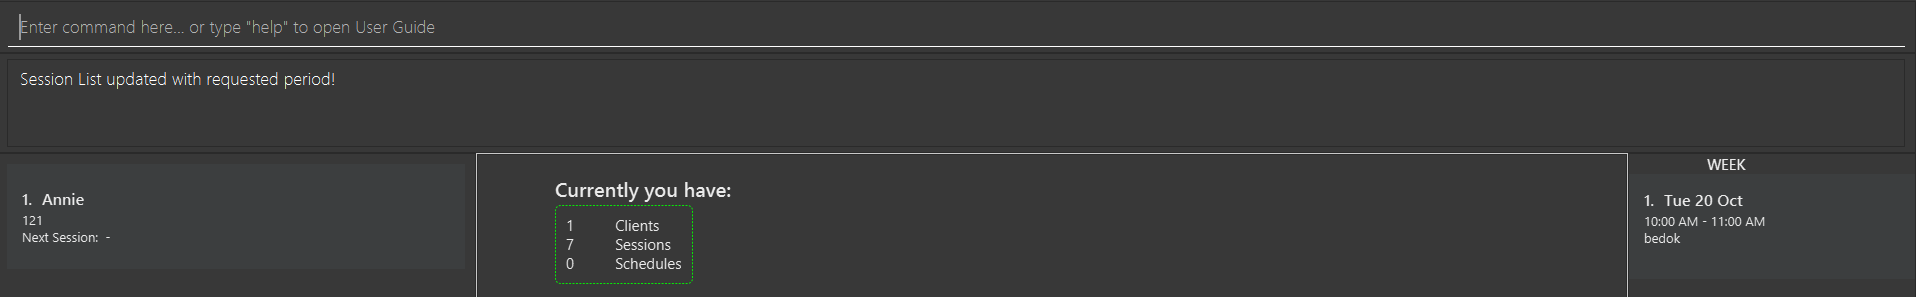 Enter command here... or type "help" to open User Guide
Session List updated with requested period!
1. Annie
121
Next Session: -
Currently you have:
1 Clients
7 Sessions
0 Schedules
WEEK
1. Tue 20 Oct
10:00 AM - 11:00 AM
bedok